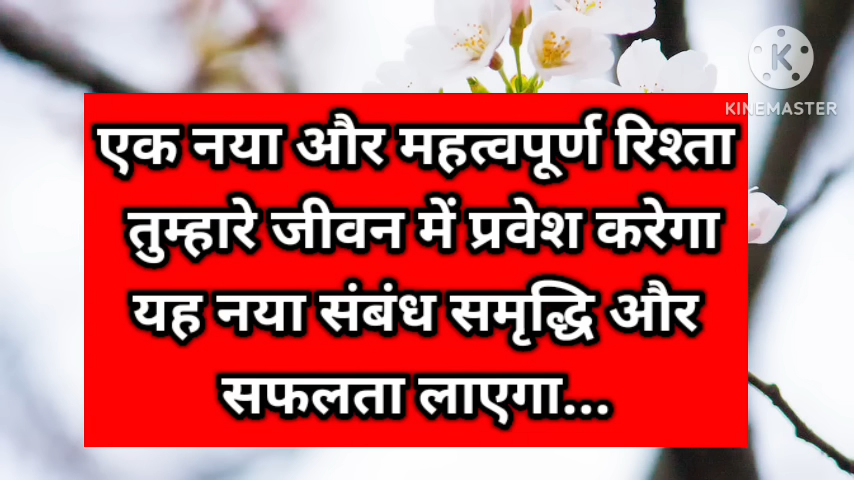 KINEMASTER
एक नया और महत्वपूर्ण रिश्ता
तुम्हारे जीवन में प्रवेश करेगा
यह नया संबंध समृद्धि और
सफलता लाएगा...